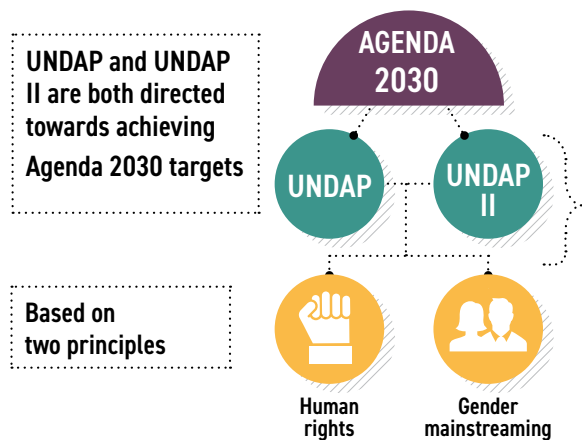 UNDAP and UNDAP
II are both directed
towards achieving
Agenda 2030 targets
AGENDA
2030
UNDAP
UNDAP
II
Based on
two principles
Human
rights
Gender
mainstreaming